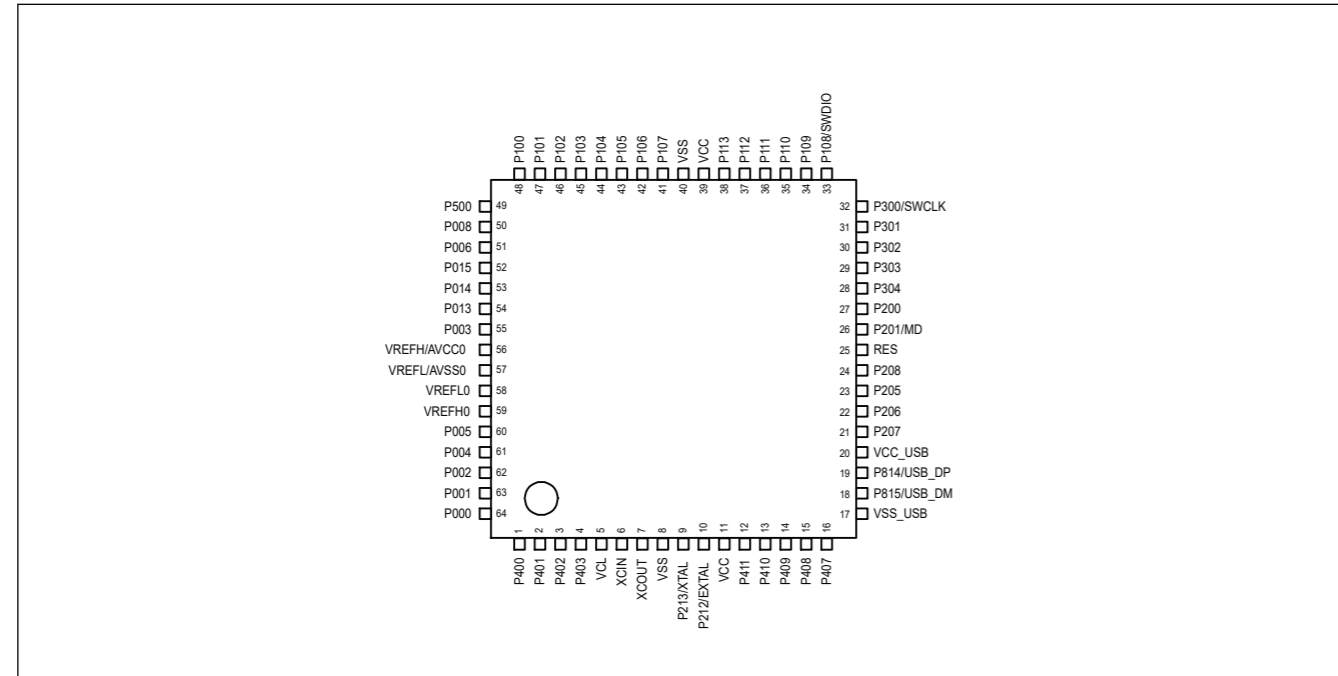 P100 P101 P102 P103 P104 P105 P106 P107 VSS VCC P113 P112 P111 P110 P109 P108/SWDIO
48 47 46 45 44 43 42 41 40 39 38 37 36 35 34 33
P500 49
P008 50
P006 51
P015 52
P014 53
P013 54
P003 55
VREFH/AVCC0 56
VREFL/AVSS0 57
VREFL0 58
VREFH0 59
P005 60
P004 61
P002 62
P001 63
P000 64
32 P300/SWCLK
31 P301
30 P302
29 P303
28 P304
27 P200
26 P201/MD
25 RES
24 P208
23 P205
22 P206
21 P207
20 VCC_USB
19 P814/USB_DP
18 P815/USB_DM
17 VSS_USB
1 2 3 4 5 6 7 8 9 10 11 12 13 14 15 16
P400 P401 P402 P403 VCL XCIN XCOUT VSS P213/XTAL P212/EXTAL VCC P411 P410 P409 P408 P407